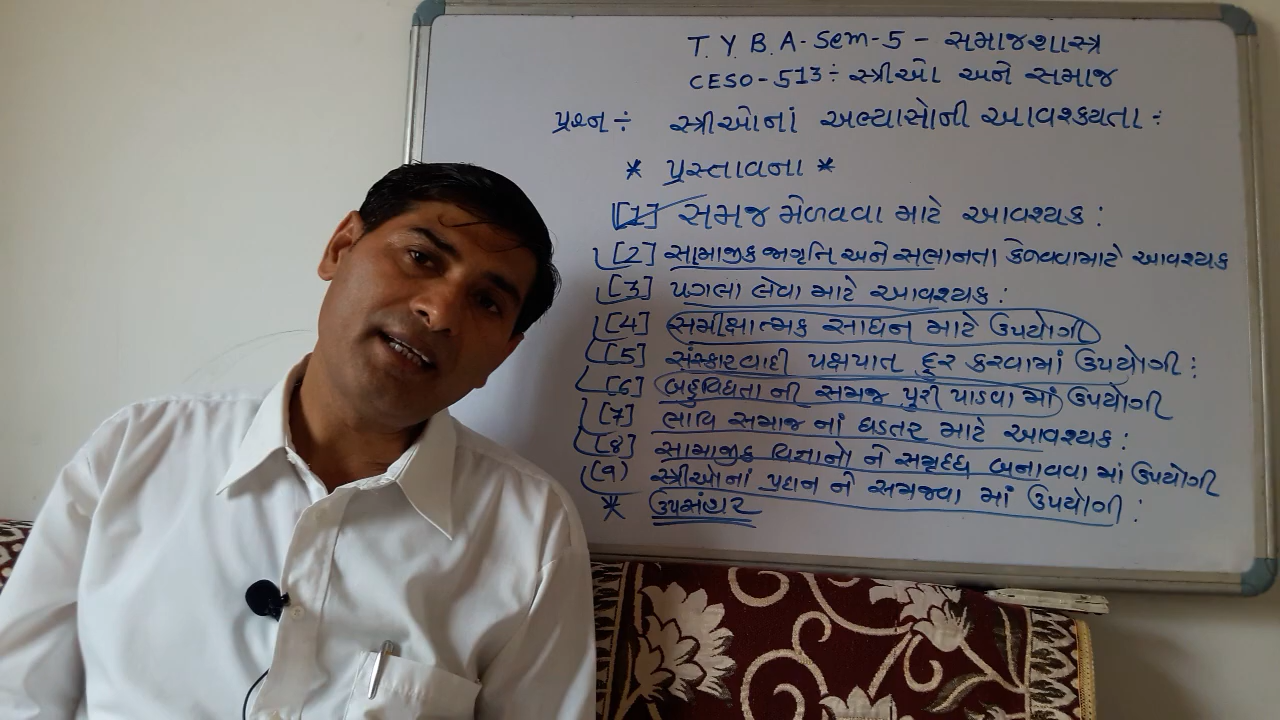 T.Y.B.A-Sem-5 - સમાજશાસ્ત્ર
CESO-513:- સ્ત્રીઓ અને સમાજ
પ્રશ્ન:- સ્ત્રીઓનાં અભ્યાસોની આવશ્કયતા:
* પ્રસ્તાવના *
[1] સમજ મેળવવા માટે આવશ્યક:
[2] સામાજીક જાગૃતિ અને સભાનતા કેળવવામાટે આવશ્યક
[3] પગલા લેવા માટે આવશ્યક:
[4] સમીક્ષાત્મક સાધન માટે ઉપયોગી
[5] સંસ્કારવાદી પક્ષપાત દૂર કરવામાં ઉપયોગી:
[6] બહુવિધતા ની સમજ પુરી પાડવા માં ઉપયોગી
[7] ભાવિ સમાજ નાં ઘડતર માટે આવશ્યક:
[8] સામાજીક વિજ્ઞાનો ને સમૃદ્ધ બનાવવા માં ઉપયોગી
(9) સ્ત્રીઓનાં પ્રદાન ને સમજવા માં ઉપયોગી:
* ઉપસંહાર